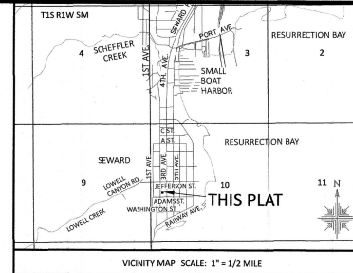 T1S R1W SM
SEWARD
PORT AVE
RESURRECTION BAY
4
SCHEFFLER
CREEK
3
2
1ST AVE.
4TH. AVE.
SMALL
BOAT
HARBOR
C ST.
A ST.
RESURRECTION BAY
SEWARD
1ST AVE
3RD AVE.
LOWELL
CANYON RD.
JEFFERSON ST.
9
10
11
N
THIS PLAT
ADAMS ST.
WASHINGTON ST.
LOWELL CREEK
RAILWAY AVE.
VICINITY MAP SCALE: 1" = 1/2 MILE